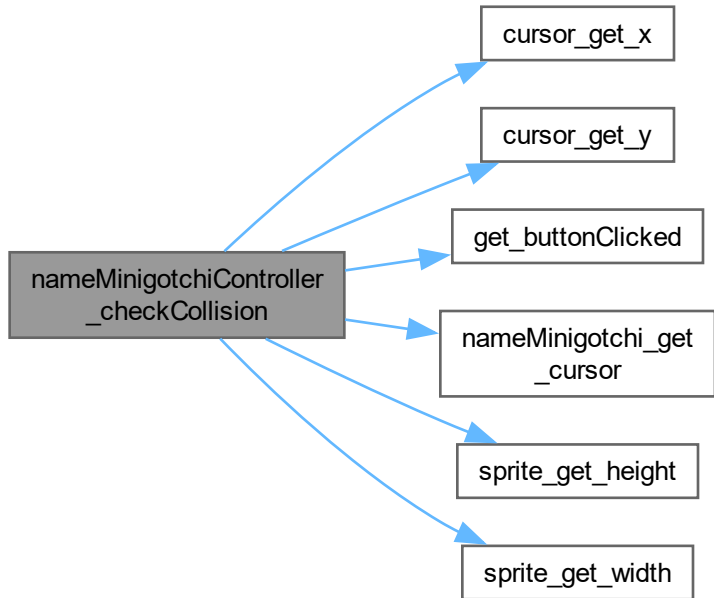 cursor_get_x
cursor_get_y
get_buttonClicked
nameMinigotchiController
_checkCollision
nameMinigotchi_get
_cursor
sprite_get_height
sprite_get_width